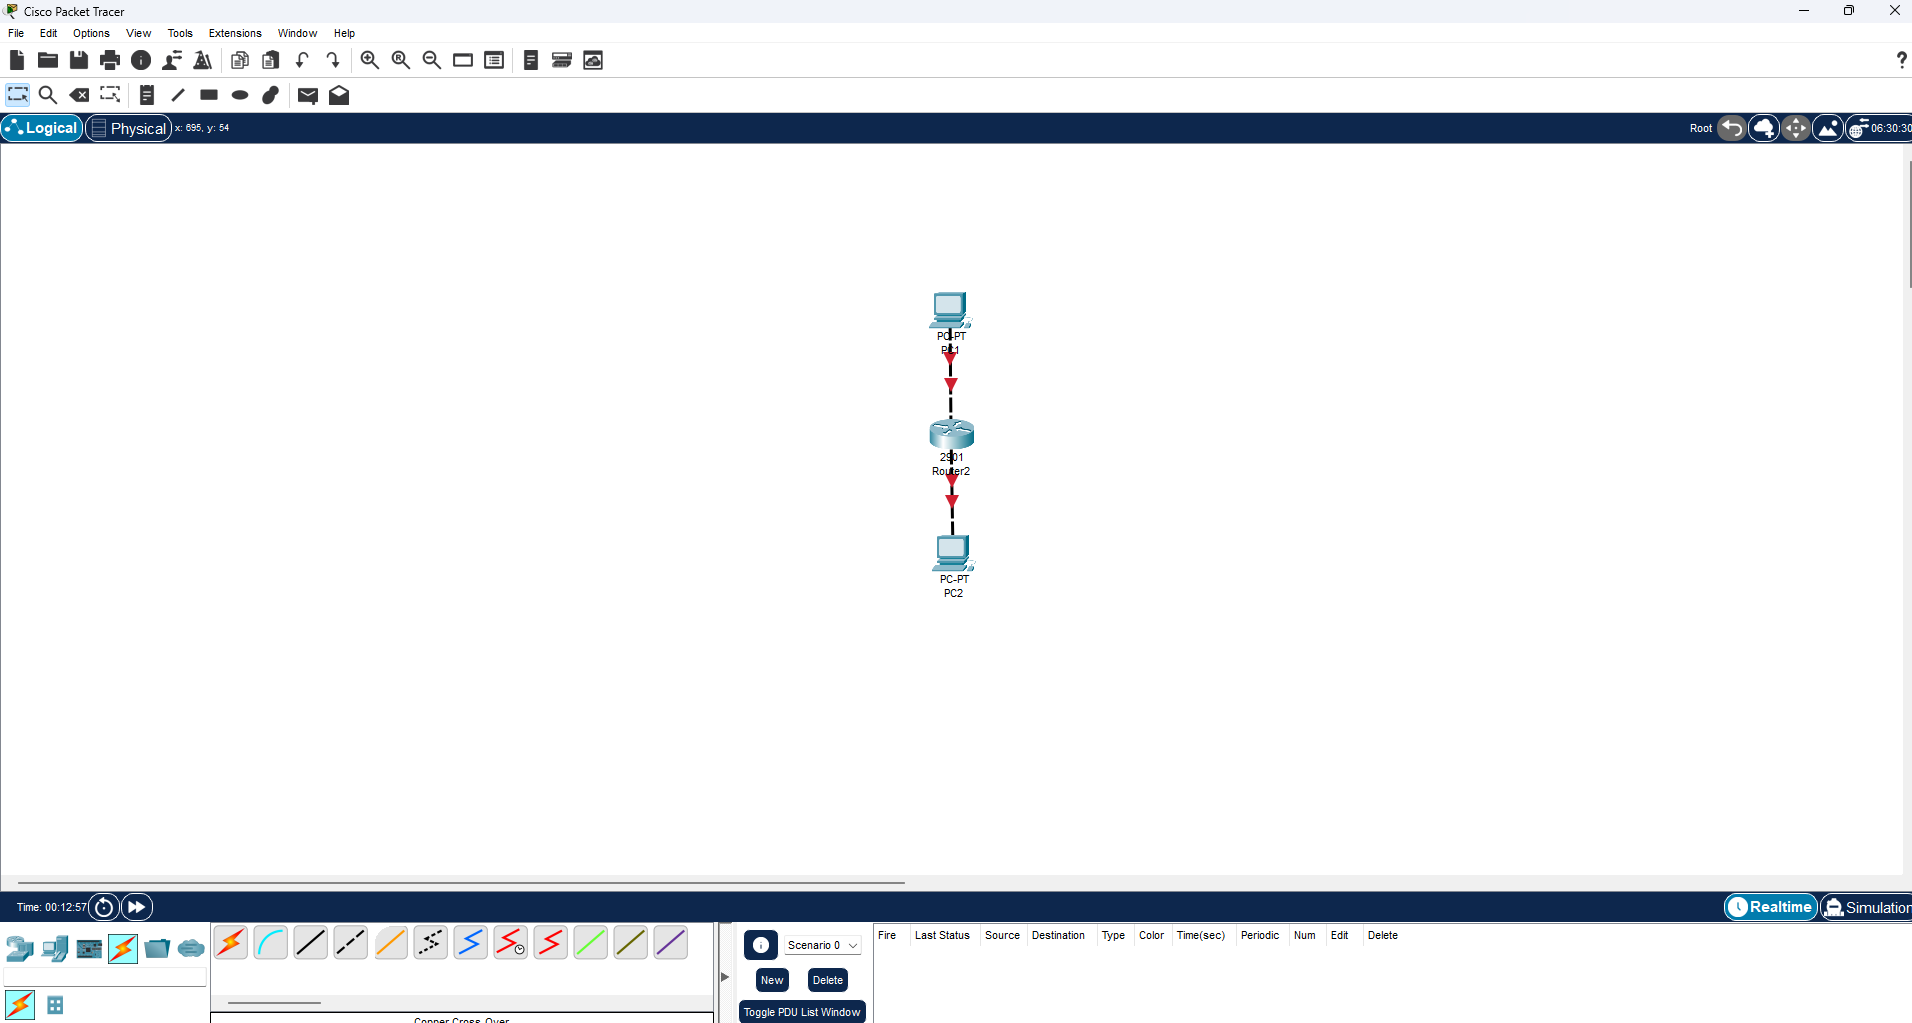 Cisco Packet Tracer
File Edit Options View Tools Extensions Window Help
?
Logical Physical x: 695, y: 54 Root 06:30:30
PC-PT
PC1
2901
Router2
PC-PT
PC2
Time: 00:12:57 Realtime Simulation
Scenario 0
New Delete
Toggle PDU List Window
Fire Last Status Source Destination Type Color Time(sec) Periodic Num Edit Delete
Copper Cross-Over